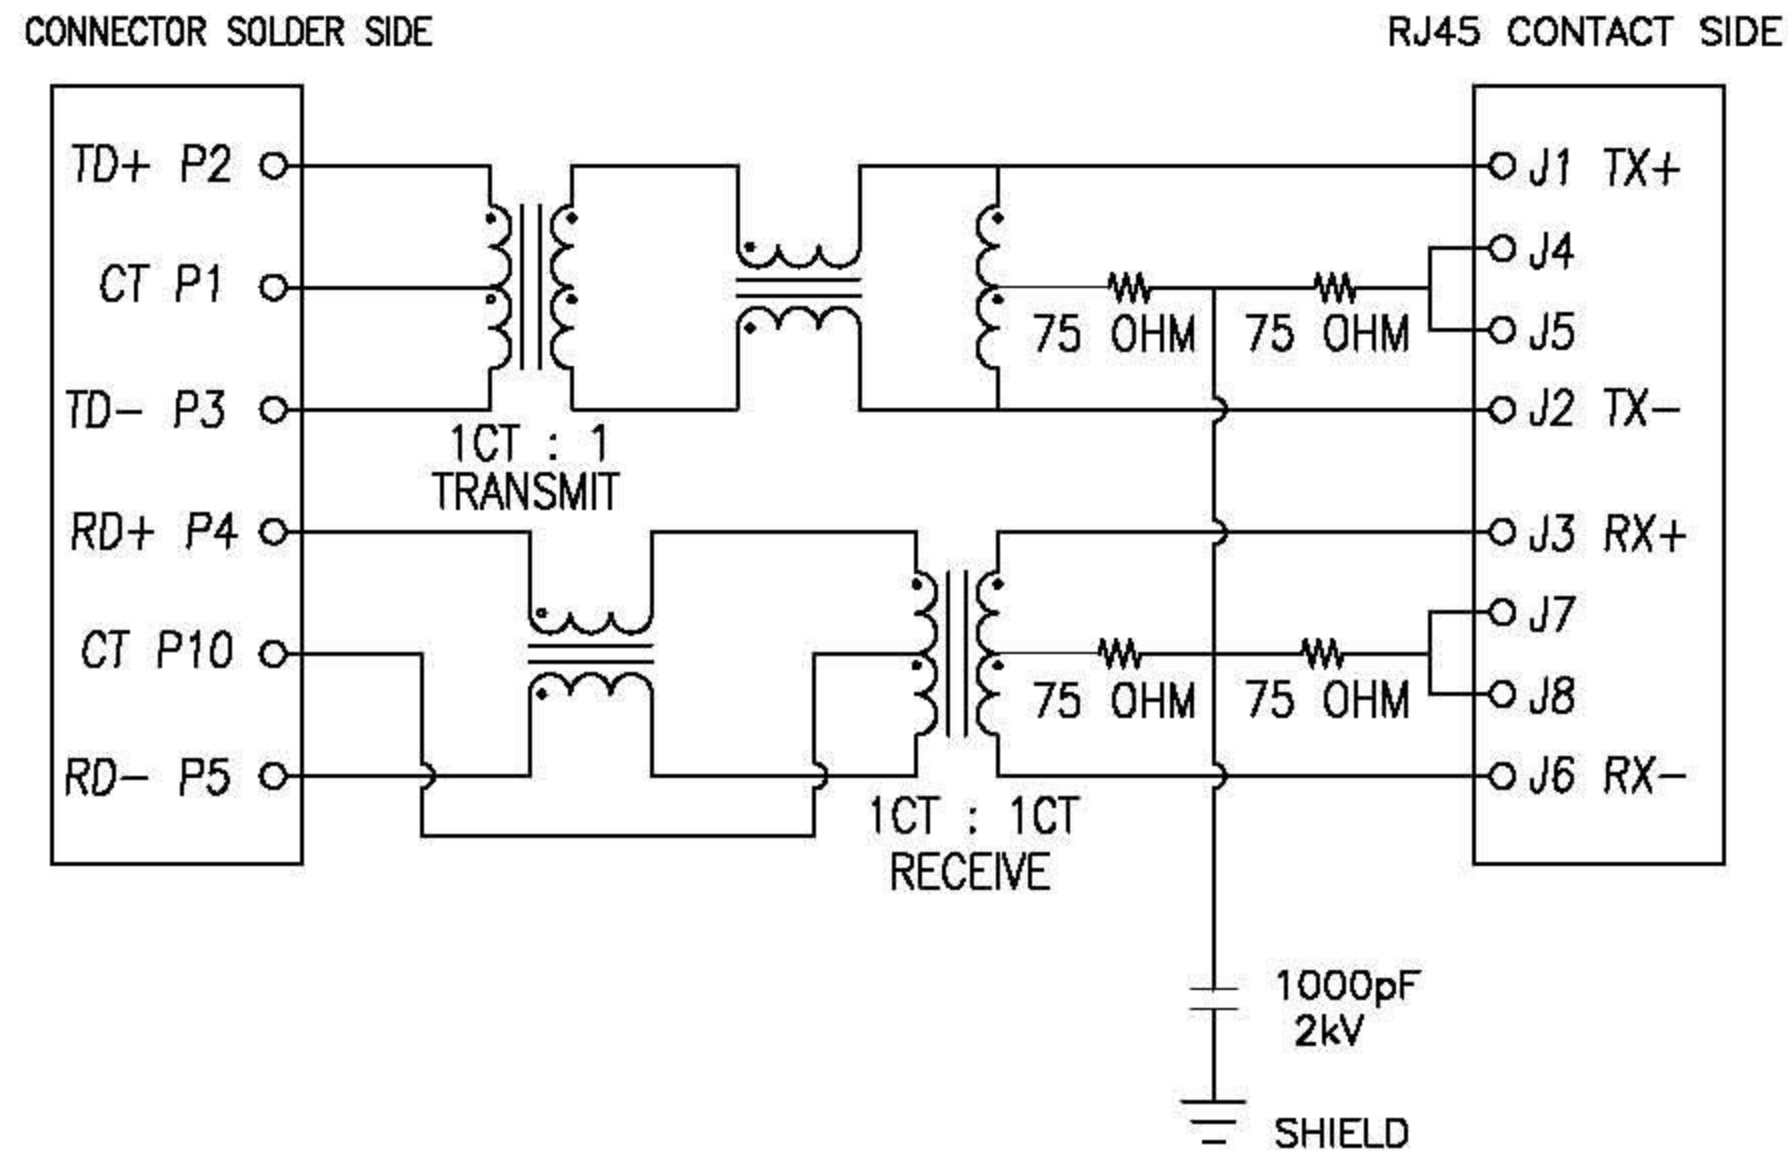 CONNECTOR SOLDER SIDE
RJ45 CONTACT SIDE
TD+ P2
CT P1
TD- P3
RD+ P4
CT P10
RD- P5
1CT : 1
TRANSMIT
1CT : 1CT
RECEIVE
75 OHM
75 OHM
75 OHM
75 OHM
J1 TX+
J4
J5
J2 TX-
J3 RX+
J7
J8
J6 RX-
1000pF
2kV
SHIELD